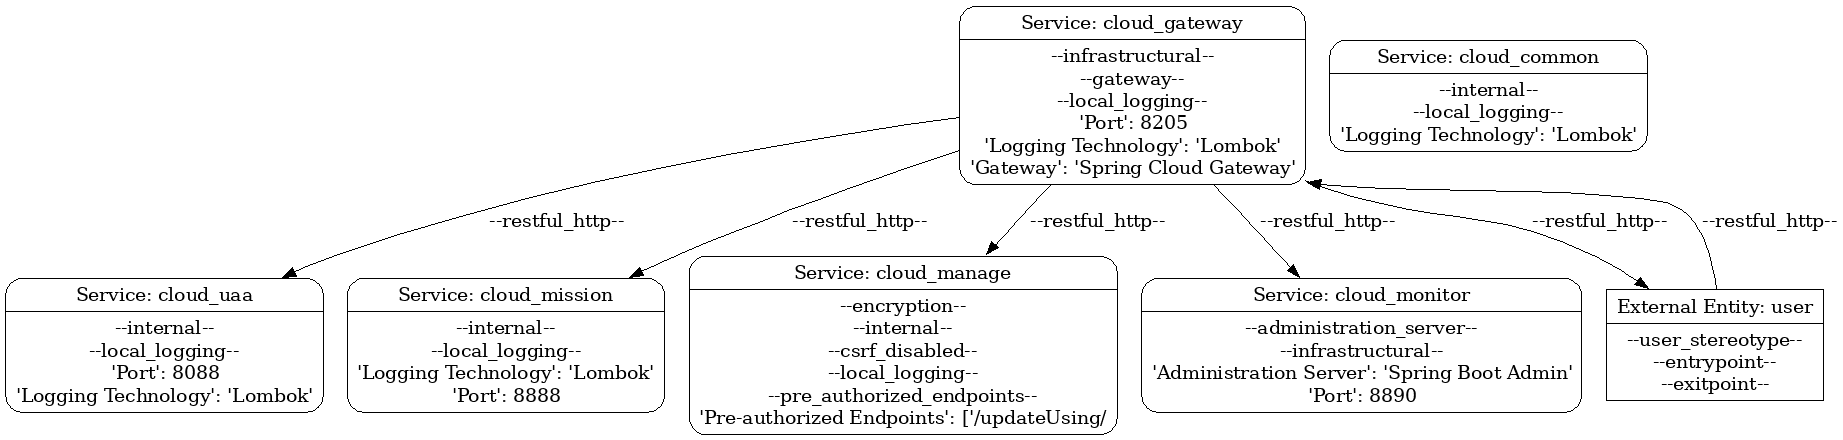 Service: cloud_gateway
--infrastructural--
--gateway--
--local_logging--
'Port': 8205
'Logging Technology': 'Lombok'
'Gateway': 'Spring Cloud Gateway'
Service: cloud_common
--internal--
--local_logging--
'Logging Technology': 'Lombok'
--restful_http--
--restful_http--
--restful_http--
--restful_http--
--restful_http--
--restful_http--
Service: cloud_uaa
--internal--
--local_logging--
'Port': 8088
'Logging Technology': 'Lombok'
Service: cloud_mission
--internal--
--local_logging--
'Logging Technology': 'Lombok'
'Port': 8888
Service: cloud_manage
--encryption--
--internal--
--csrf_disabled--
--local_logging--
--pre_authorized_endpoints--
'Pre-authorized Endpoints': ['/updateUsing/
Service: cloud_monitor
--administration_server--
--infrastructural--
'Administration Server': 'Spring Boot Admin'
'Port': 8890
External Entity: user
--user_stereotype--
--entrypoint--
--exitpoint--